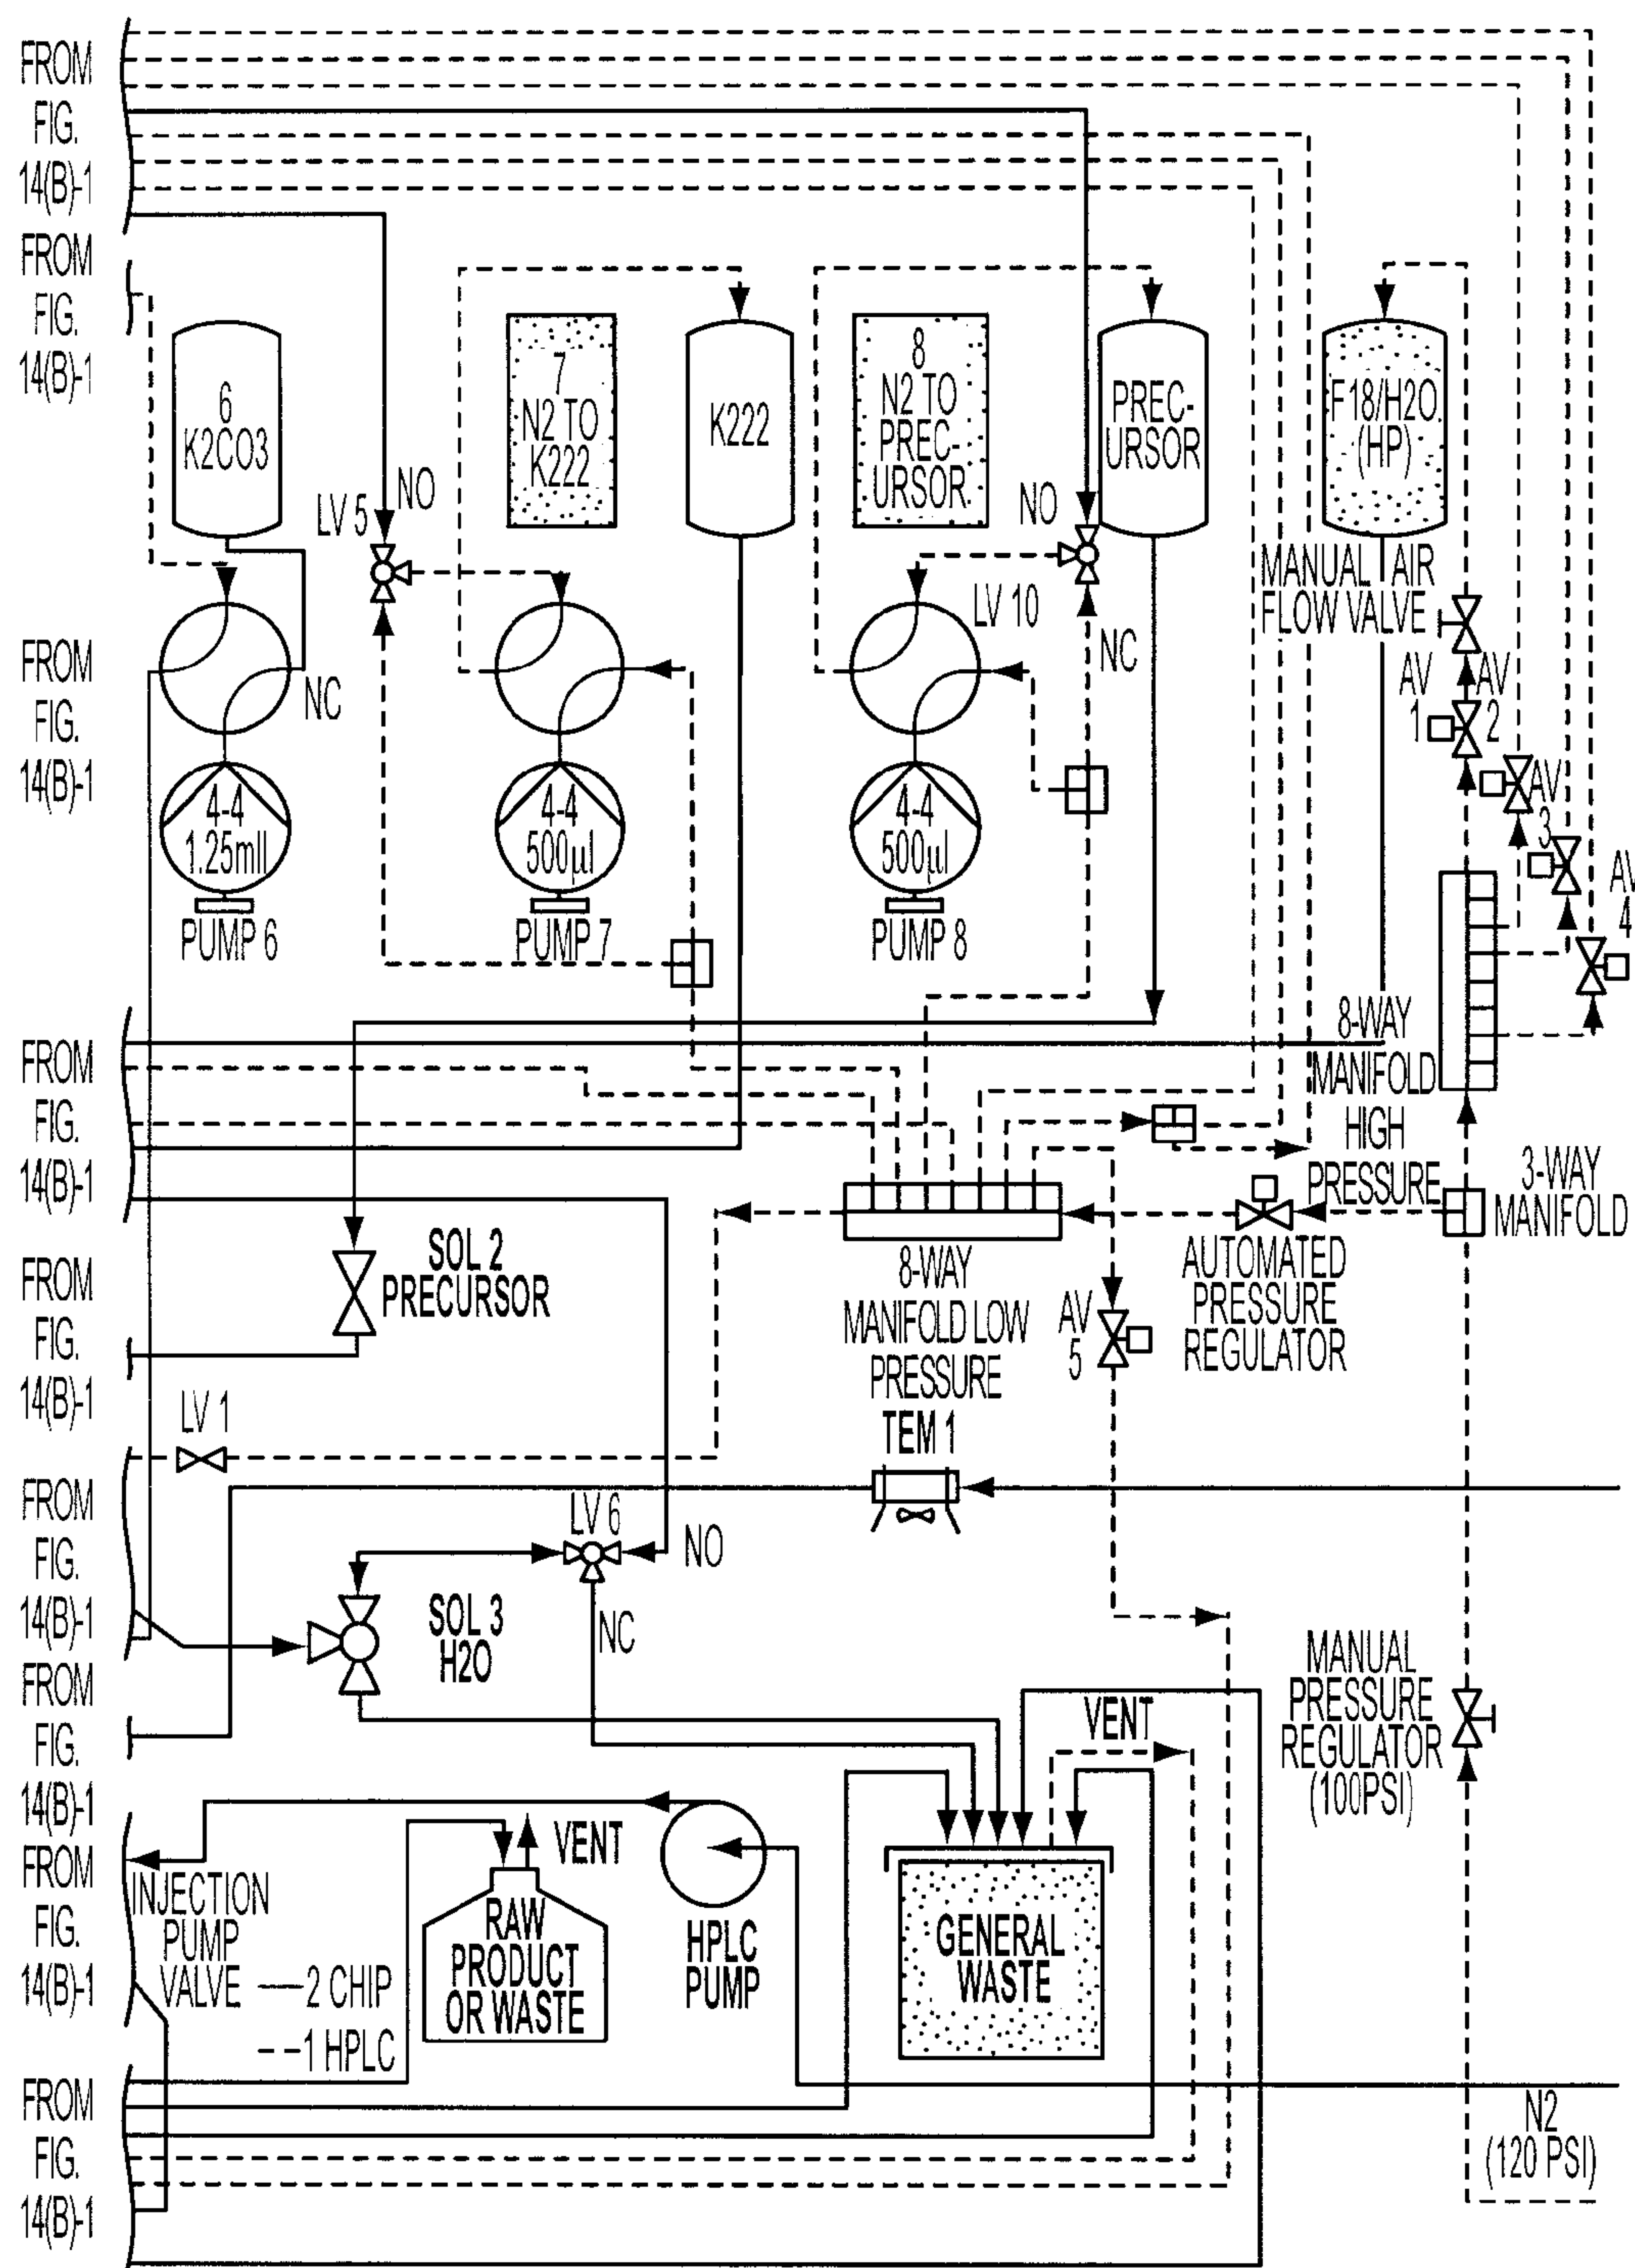 FROM
FIG.
14(B)-1
FROM
FIG.
14(B)-1
6
K2CO3
7
N2 TO
K222
K222
8
N2 TO
PREC-
URSOR
PREC-
URSOR
F18/H2O
(HP)
LV 5
NO
NO
MANUAL AIR
FLOW VALVE
LV 10
FROM
FIG.
14(B)-1
NC
NC
AV
1
AV
2
AV
3
AV
4
4-4
1.25mll
PUMP 6
4-4
500µl
PUMP 7
4-4
500µl
PUMP 8
FROM
FIG.
14(B)-1
8-WAY
MANIFOLD
HIGH
PRESSURE
3-WAY
MANIFOLD
FROM
FIG.
14(B)-1
SOL 2
PRECURSOR
8-WAY
MANIFOLD LOW
PRESSURE
AV
5
AUTOMATED
PRESSURE
REGULATOR
LV 1
TEM 1
FROM
FIG.
14(B)-1
LV 6
NO
SOL 3
H2O
NC
FROM
FIG.
14(B)-1
MANUAL
PRESSURE
REGULATOR
(100PSI)
VENT
VENT
FROM
FIG.
14(B)-1
INJECTION
PUMP
VALVE
2 CHIP
1 HPLC
RAW
PRODUCT
OR WASTE
HPLC
PUMP
GENERAL
WASTE
FROM
FIG.
14(B)-1
N2
(120 PSI)